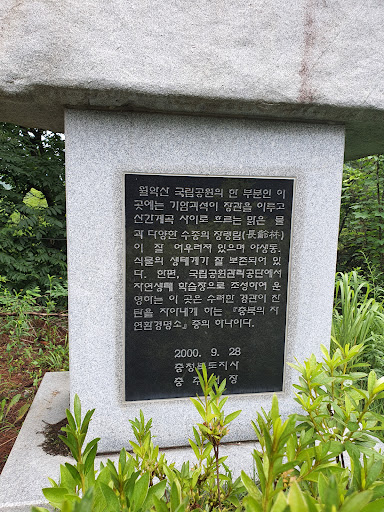 월악산 국립공원의 한 부분인 이
곳에는 기암괴석이 장관을 이루고
산간계곡 사이로 흐르는 맑은 물
과 다양한 수종의 장령림(長齡林)
이 잘 어우러져 있으며 야생동,
식물의 생태계가 잘 보존되어 있
다. 한편, 국립공원관리공단에서
자연생태 학습장으로 조성하여 운
영하는 이 곳은 수려한 경관이 찬
탄을 자아내게 하는 『충북의 자
연환경명소』 중의 하나이다.
2000. 9. 28
충청북도지사
충 주 장